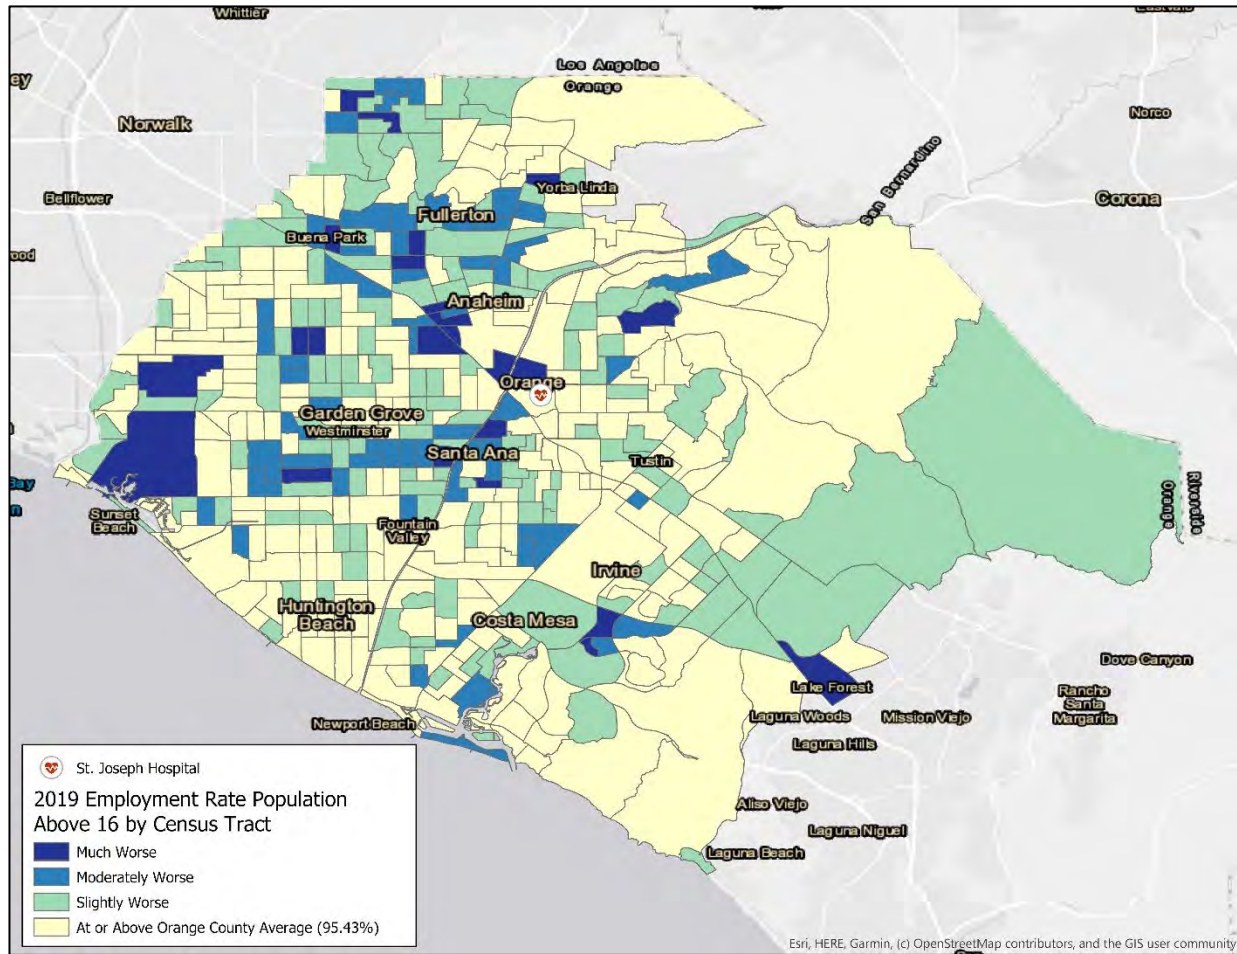 Whittier
Los Angeles
Orange
Norwalk
Norco
San Bernardino
Yorba Linda
Bellflower
Corona
Fullerton
Buena Park
Anaheim
Orange
Garden Grove
Westminster
Santa Ana
Tustin
Riverside
Orange
Bay
Sunset
Beach
Fountain
Valley
Irvine
Huntington
Beach
Costa Mesa
Dove Canyon
Lake Forest
Rancho
Santa
Margarita
Newport Beach
Laguna Woods
Mission Viejo
Laguna Hills
Aliso Viejo
Laguna Niguel
Laguna Beach
St. Joseph Hospital
2019 Employment Rate Population
Above 16 by Census Tract
Much Worse
Moderately Worse
Slightly Worse
At or Above Orange County Average (95.43%)
Esri, HERE, Garmin, (c) OpenStreetMap contributors, and the GIS user community